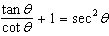 tan θ / cot θ + 1 = sec² θ